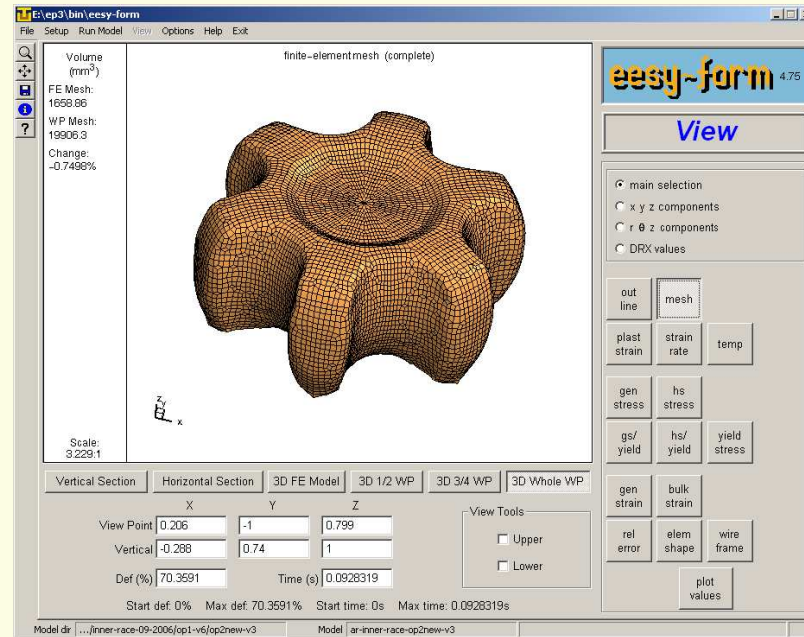 E:\ep3\bin\eesy-form
File Setup Run Model View Options Help Exit
Volume
(mm³)
FE Mesh:
1658.86
WP Mesh:
19906.3
Change:
-0.7498%
Scale:
3.229:1
finite-element mesh (complete)
z
y
x
eesy-form 4.75
View
main selection
x y z components
r θ z components
DRX values
out
line
mesh
plast
strain
strain
rate
temp
gen
stress
hs
stress
gs/
yield
hs/
yield
yield
stress
gen
strain
bulk
strain
rel
error
elem
shape
wire
frame
plot
values
Vertical Section Horizontal Section 3D FE Model 3D 1/2 WP 3D 3/4 WP 3D Whole WP
X Y Z
View Point 0.206 -1 0.799
Vertical -0.288 0.74 1
Def (%) 70.3591 Time (s) 0.0928319
View Tools
Upper
Lower
Start def: 0% Max def: 70.3591% Start time: 0s Max time: 0.0928319s
Model dir .../inner-race-09-2006/op1-v6/op2new-v3 Model ar-inner-race-op2new-v3